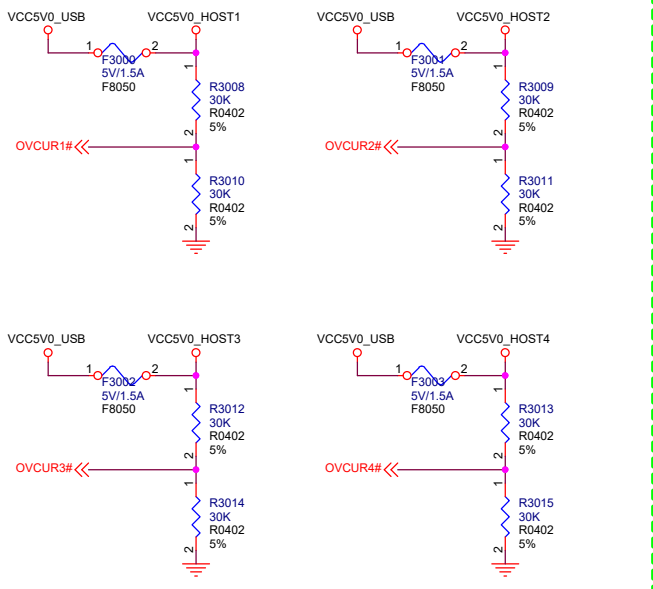 VCC5V0_USB
VCC5V0_HOST1
1
2
F3000
5V/1.5A
F8050
1
R3008
30K
R0402
5%
2
OVCUR1#
1
R3010
30K
R0402
5%
2
VCC5V0_USB
VCC5V0_HOST2
1
2
F3001
5V/1.5A
F8050
1
R3009
30K
R0402
5%
2
OVCUR2#
1
R3011
30K
R0402
5%
2
VCC5V0_USB
VCC5V0_HOST3
1
2
F3002
5V/1.5A
F8050
1
R3012
30K
R0402
5%
2
OVCUR3#
1
R3014
30K
R0402
5%
2
VCC5V0_USB
VCC5V0_HOST4
1
2
F3003
5V/1.5A
F8050
1
R3013
30K
R0402
5%
2
OVCUR4#
1
R3015
30K
R0402
5%
2